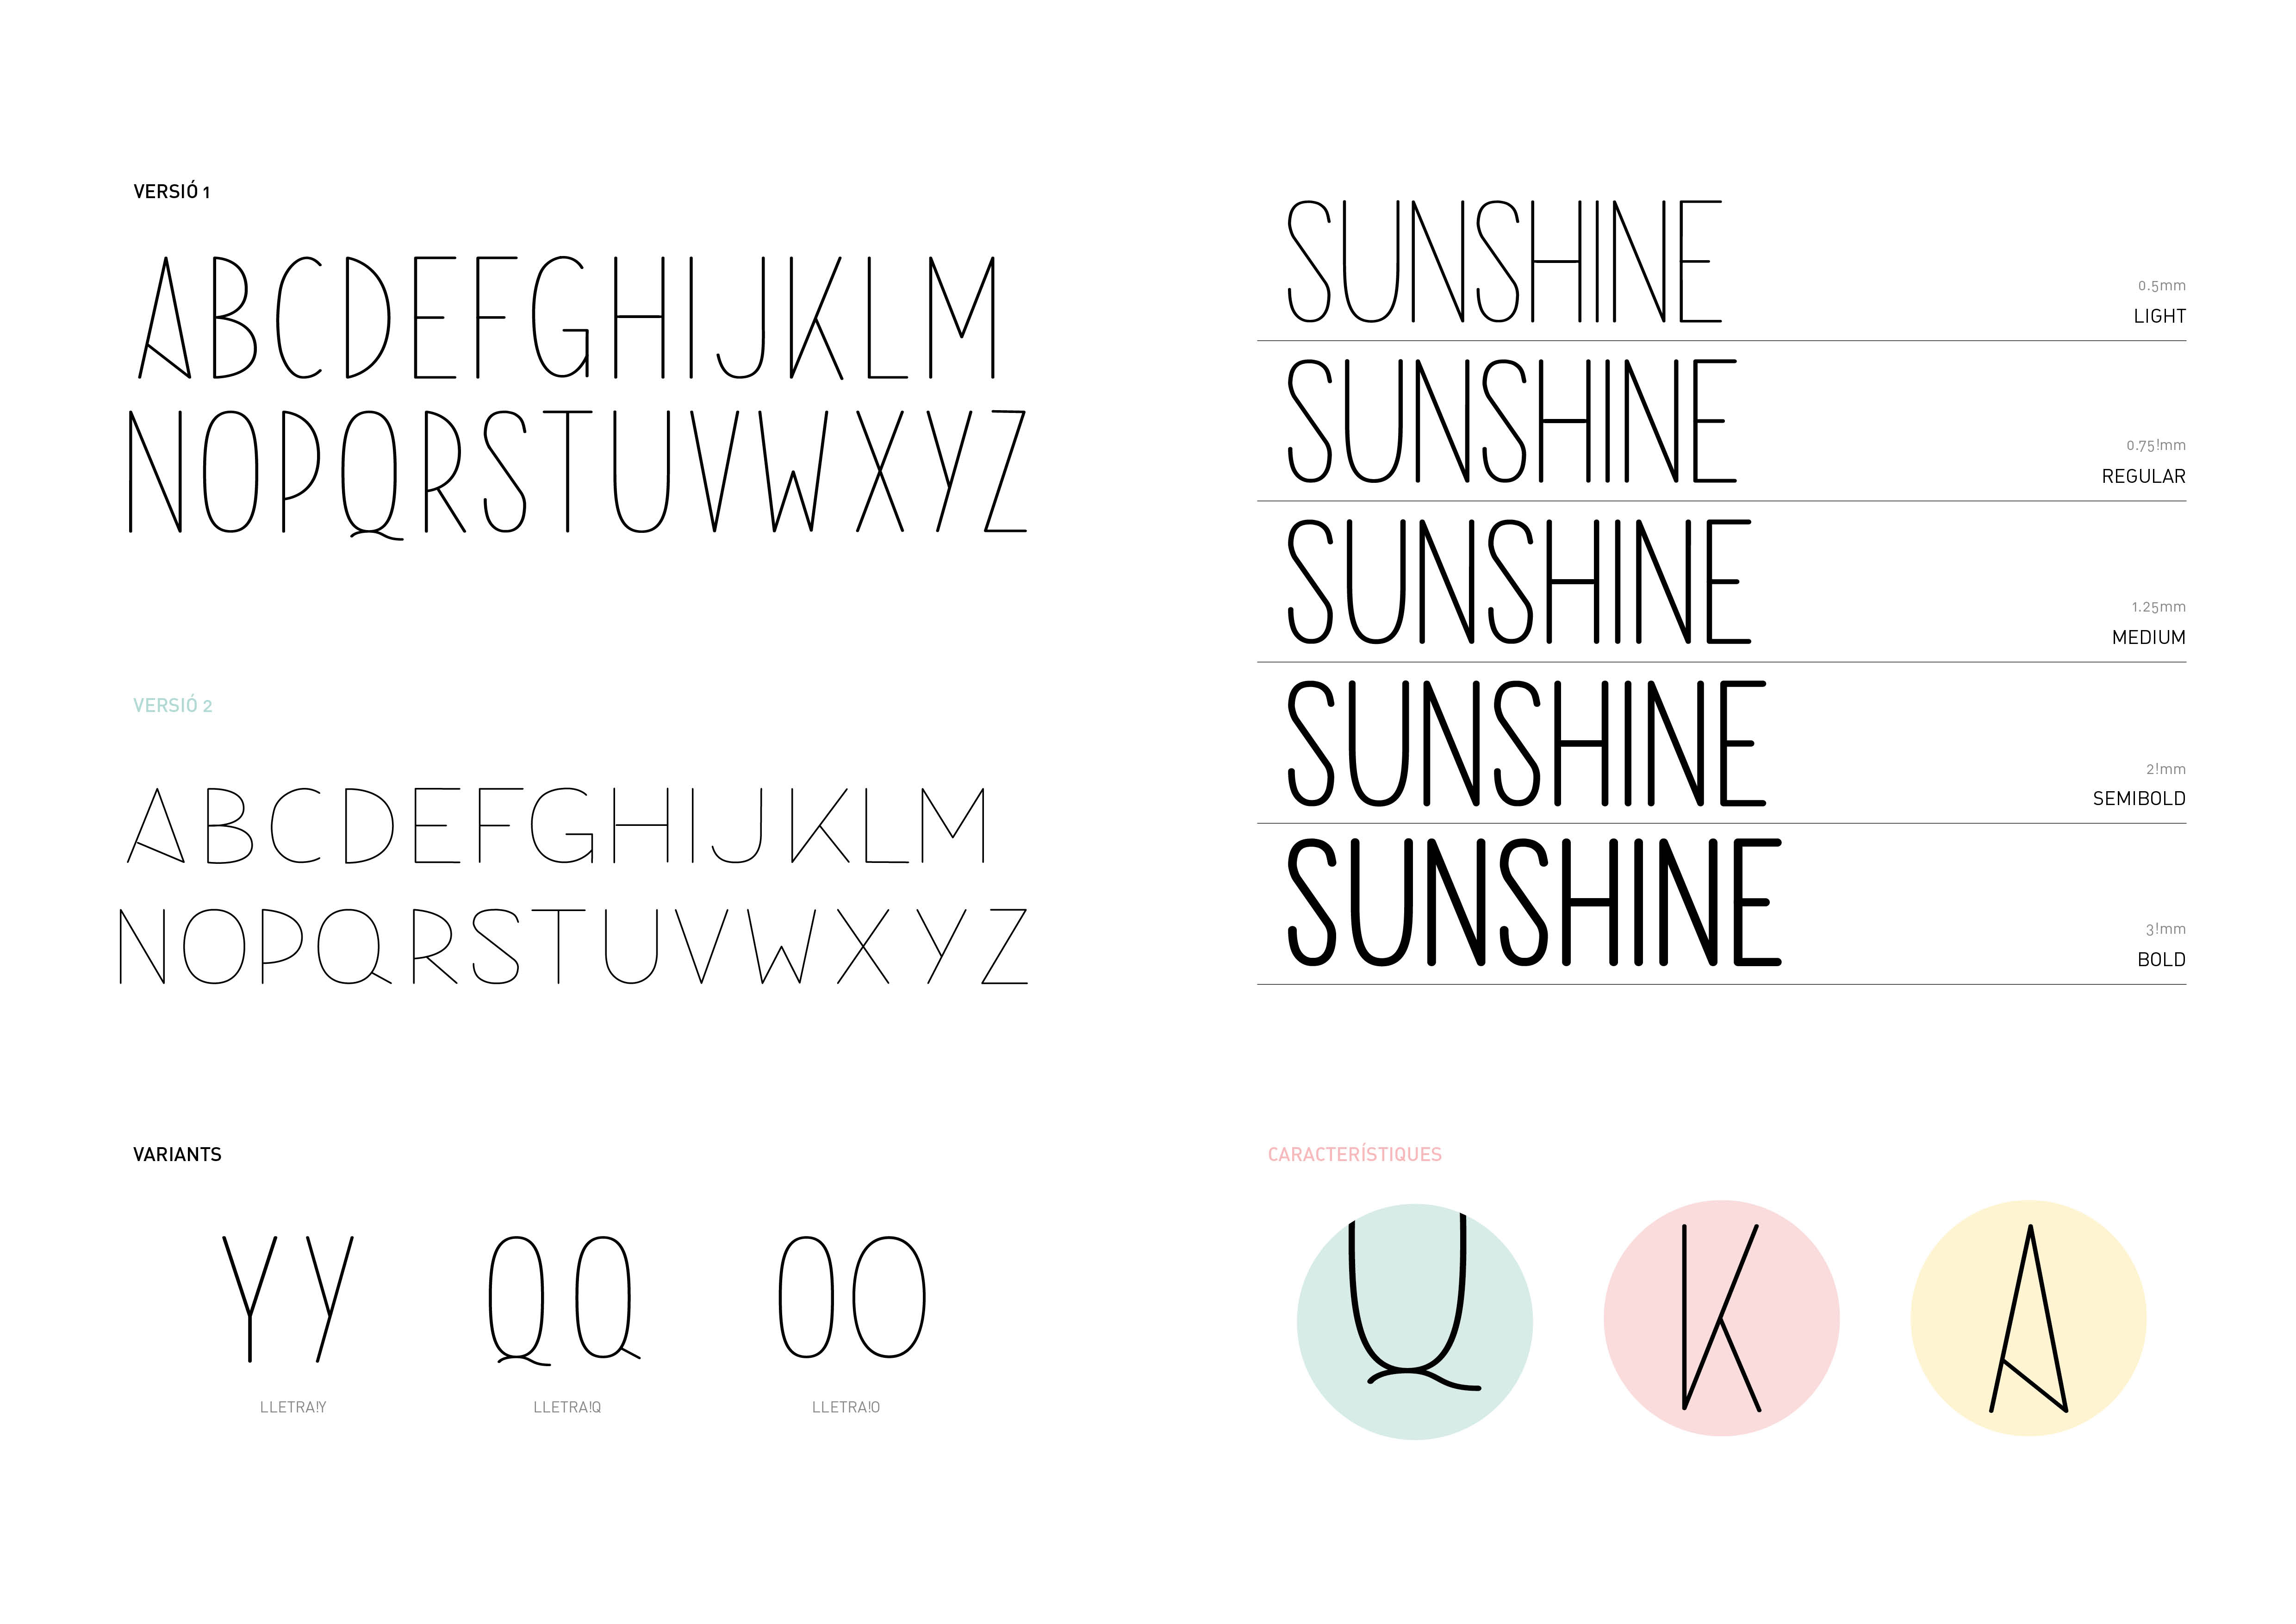 VERSIÓ 1
ABCDEFGHIJKLM
NOPQRSTUVWXYZ
VERSIÓ 2
ABCDEFGHIJKLM
NOPQRSTUVWXYZ
VARIANTS
YY
QQ
OO
LLETRA!Y
LLETRA!Q
LLETRA!O
SUNSHINE
0.5mm
LIGHT
SUNSHINE
0.75!mm
REGULAR
SUNSHINE
1.25mm
MEDIUM
SUNSHINE
2!mm
SEMIBOLD
SUNSHINE
3!mm
BOLD
CARACTERÍSTIQUES
Q
K
A